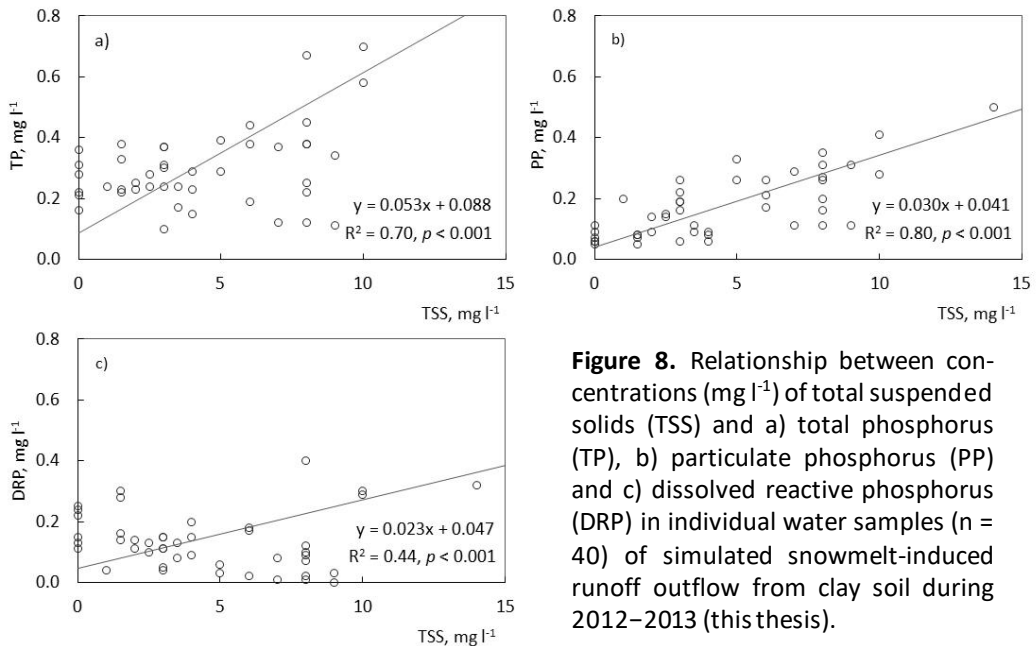 a)
TP, mg l⁻¹
0.8
0.6
0.4
0.2
0.0
y = 0.053x + 0.088
R² = 0.70, p < 0.001
0 5 10 15
TSS, mg l⁻¹
b)
PP, mg l⁻¹
0.8
0.6
0.4
0.2
0.0
y = 0.030x + 0.041
R² = 0.80, p < 0.001
0 5 10 15
TSS, mg l⁻¹
c)
DRP, mg l⁻¹
0.8
0.6
0.4
0.2
0.0
y = 0.023x + 0.047
R² = 0.44, p < 0.001
0 5 10 15
TSS, mg l⁻¹
Figure 8. Relationship between con-
centrations (mg l⁻¹) of total suspended
solids (TSS) and a) total phosphorus
(TP), b) particulate phosphorus (PP)
and c) dissolved reactive phosphorus
(DRP) in individual water samples (n =
40) of simulated snowmelt-induced
runoff outflow from clay soil during
2012–2013 (this thesis).